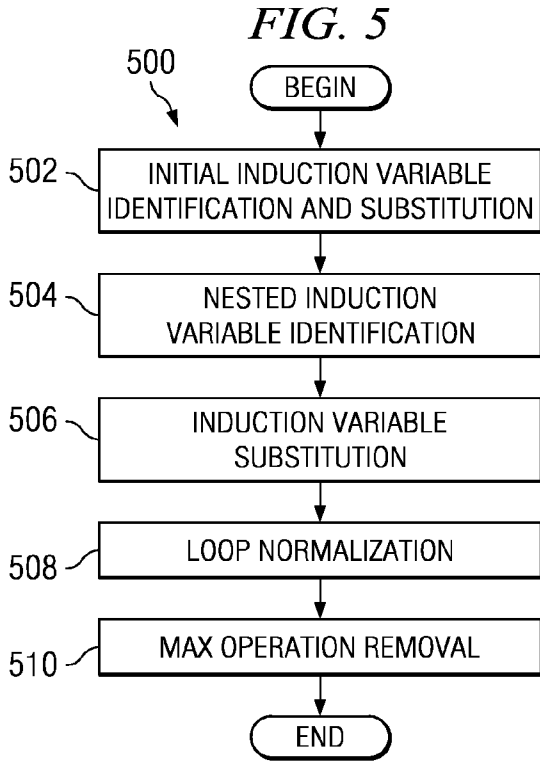 FIG. 5
500
BEGIN
502
INITIAL INDUCTION VARIABLE
IDENTIFICATION AND SUBSTITUTION
504
NESTED INDUCTION
VARIABLE IDENTIFICATION
506
INDUCTION VARIABLE
SUBSTITUTION
508
LOOP NORMALIZATION
510
MAX OPERATION REMOVAL
END